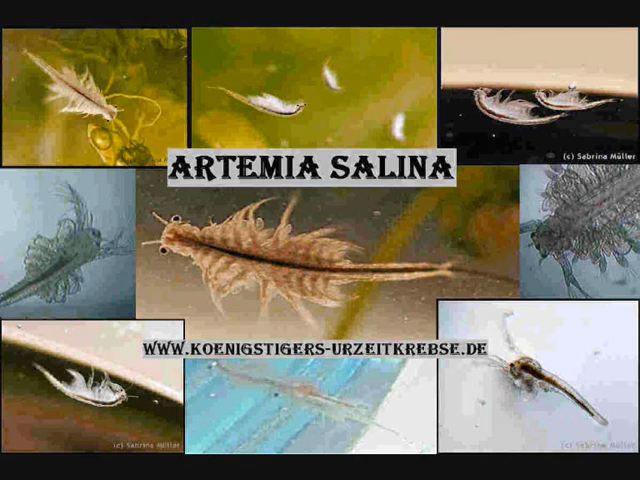 (c) Sabrina Müller
ARTEMIA SALINA
WWW.KOENIGSTIGERS-URZEITKREBSE.DE
(c) Sabrina Müller
(c) Sabrina Müller